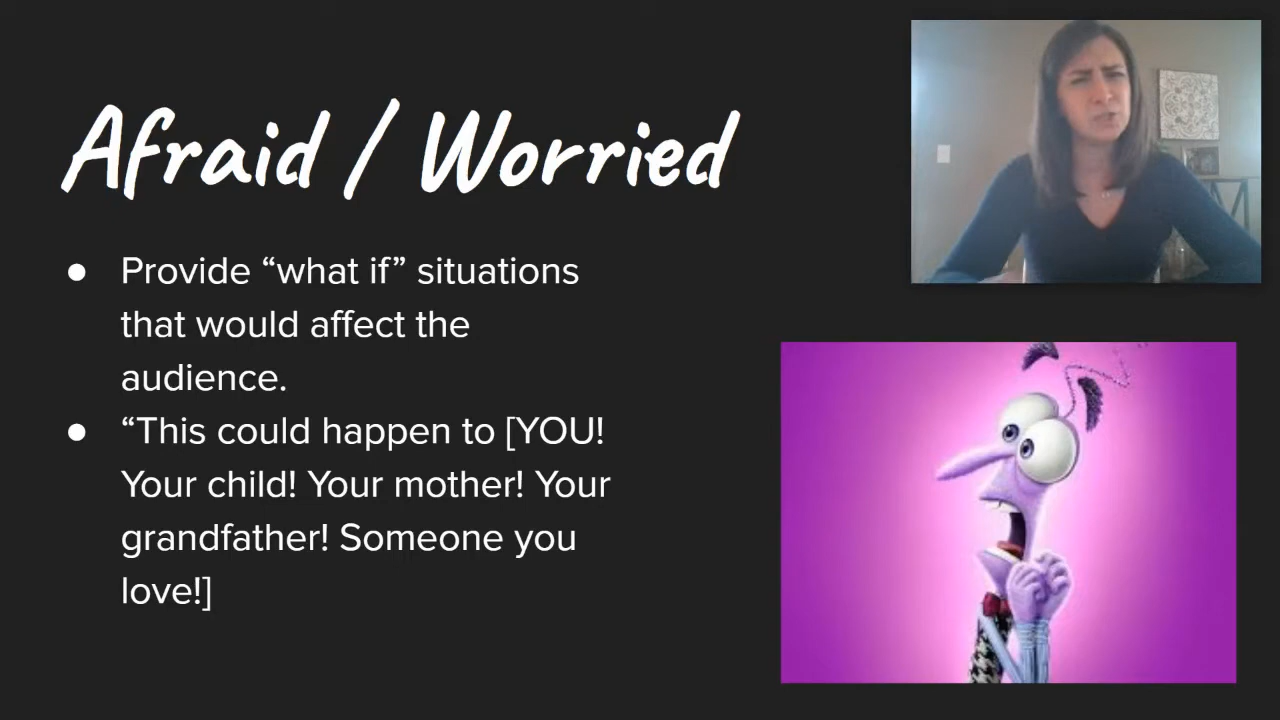 Afraid / Worried
● Provide “what if” situations
that would affect the
audience.
● “This could happen to [YOU!
Your child! Your mother! Your
grandfather! Someone you
love!]